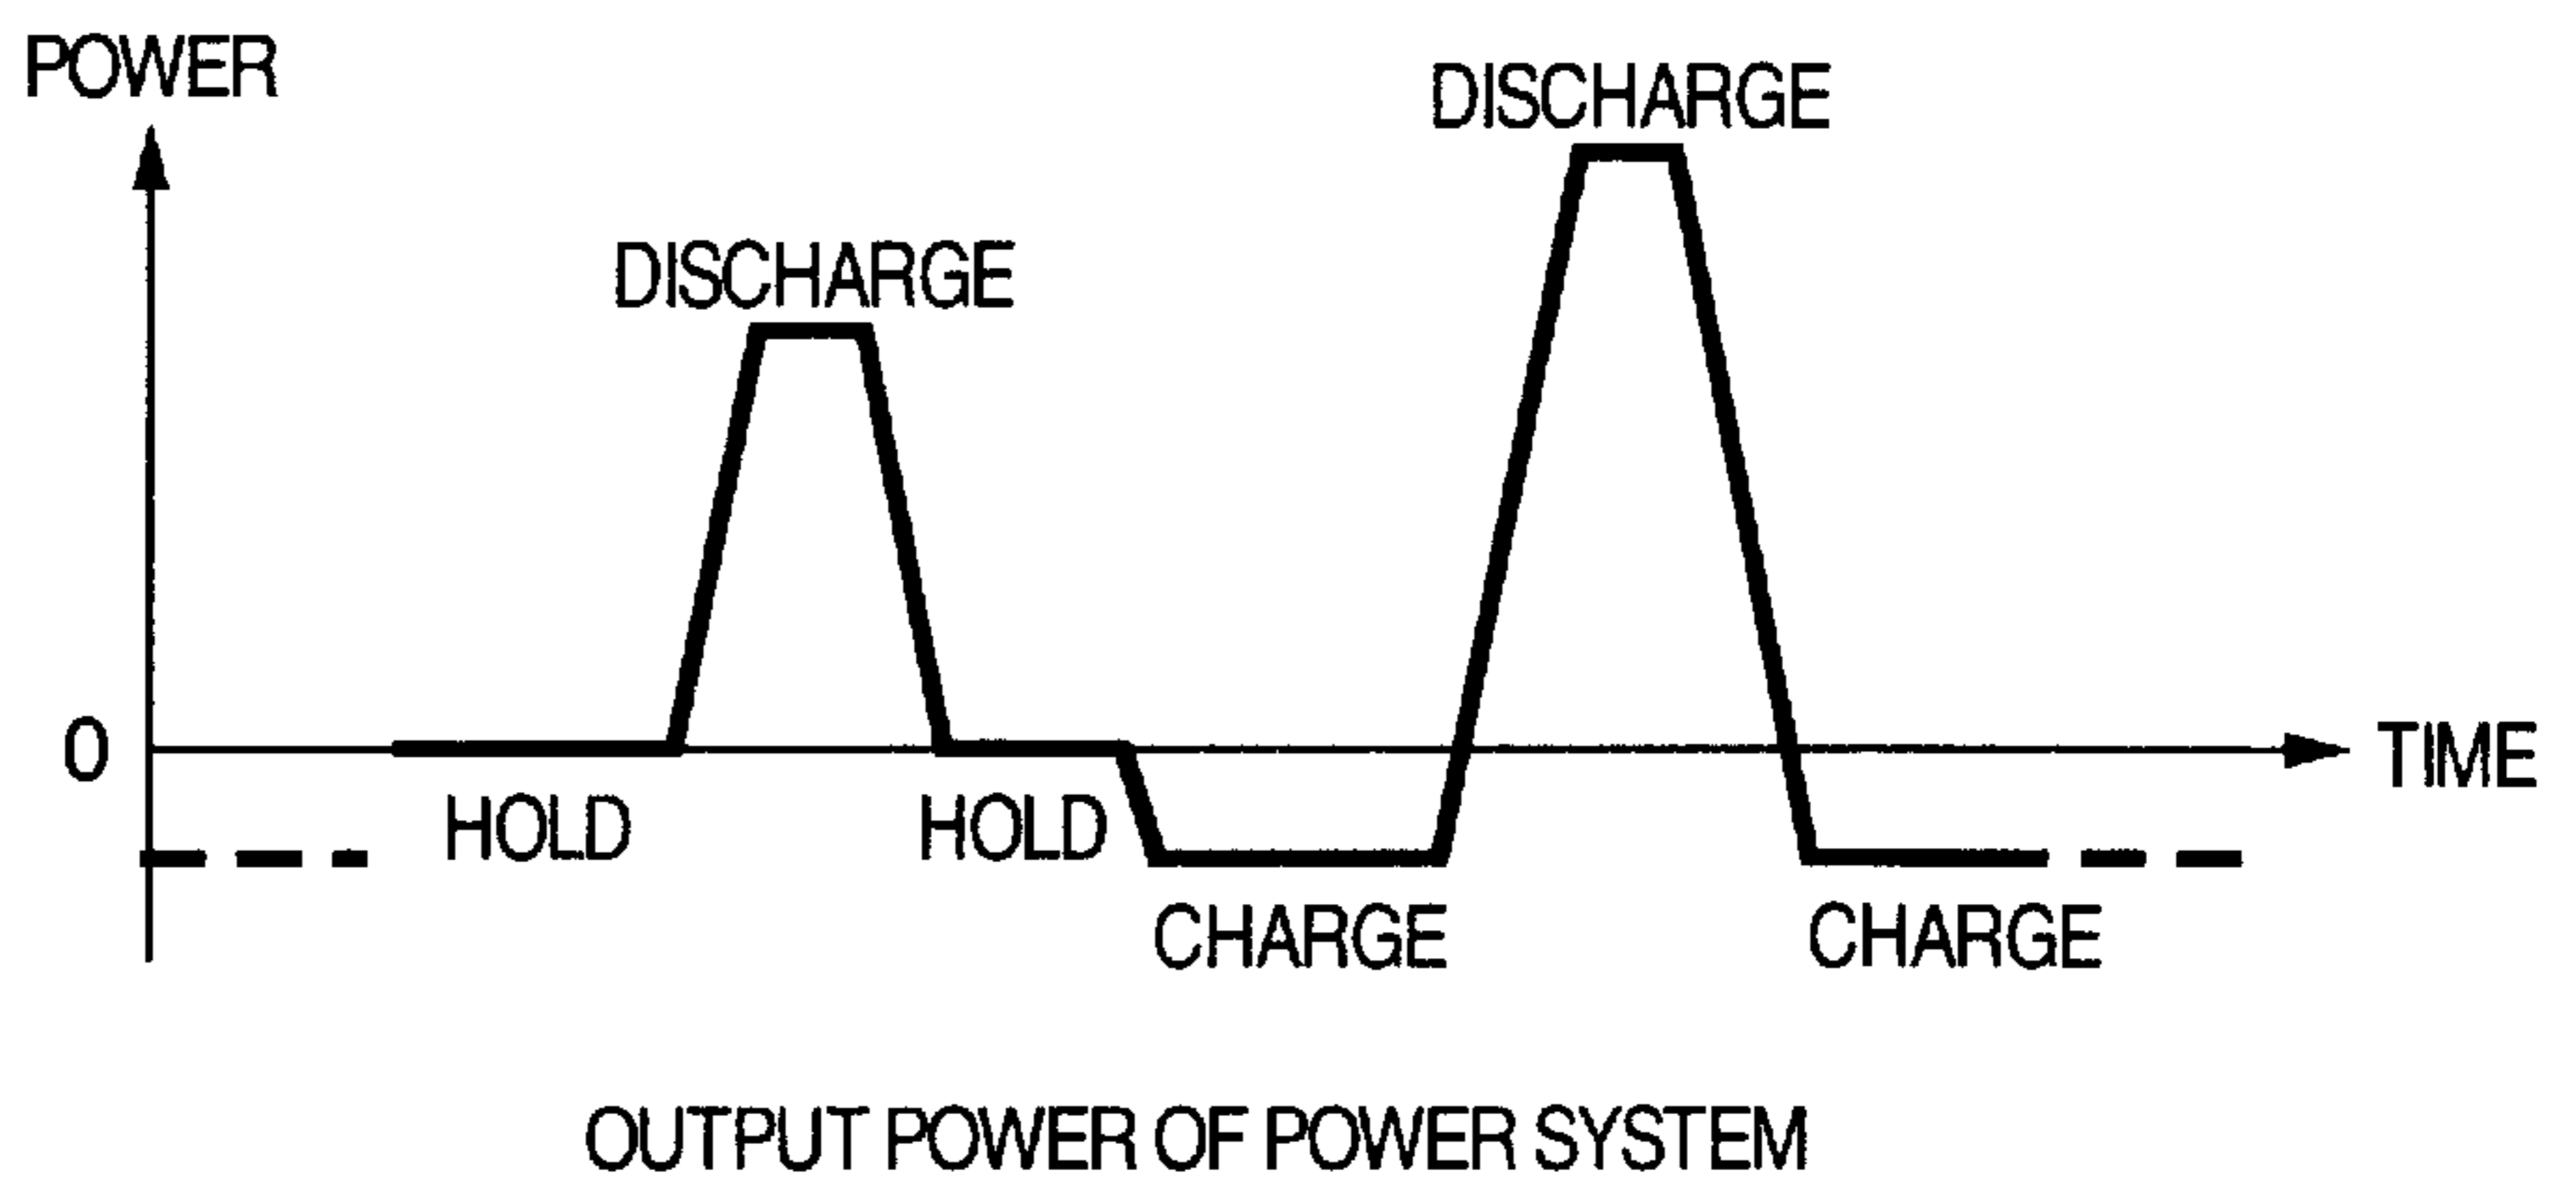 POWER
DISCHARGE
DISCHARGE
0
TIME
HOLD
HOLD
CHARGE
CHARGE
OUTPUT POWER OF POWER SYSTEM